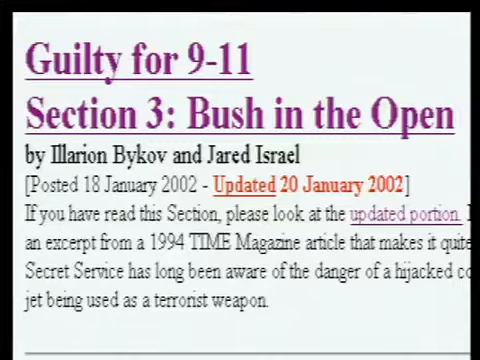 Guilty for 9-11
Section 3: Bush in the Open
by Illarion Bykov and Jared Israel
[Posted 18 January 2002 - Updated 20 January 2002]
If you have read this Section, please look at the updated portion.
an excerpt from a 1994 TIME Magazine article that makes it quite
Secret Service has long been aware of the danger of a hijacked
jet being used as a terrorist weapon.